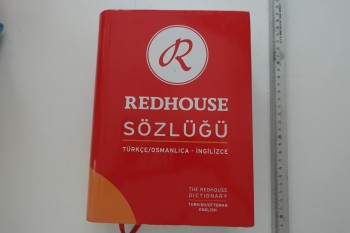 R
REDHOUSE
SÖZLÜĞÜ
TÜRKÇE/OSMANLICA - İNGİLİZCE
THE REDHOUSE
DICTIONARY
TURKISH/OTTOMAN
ENGLISH